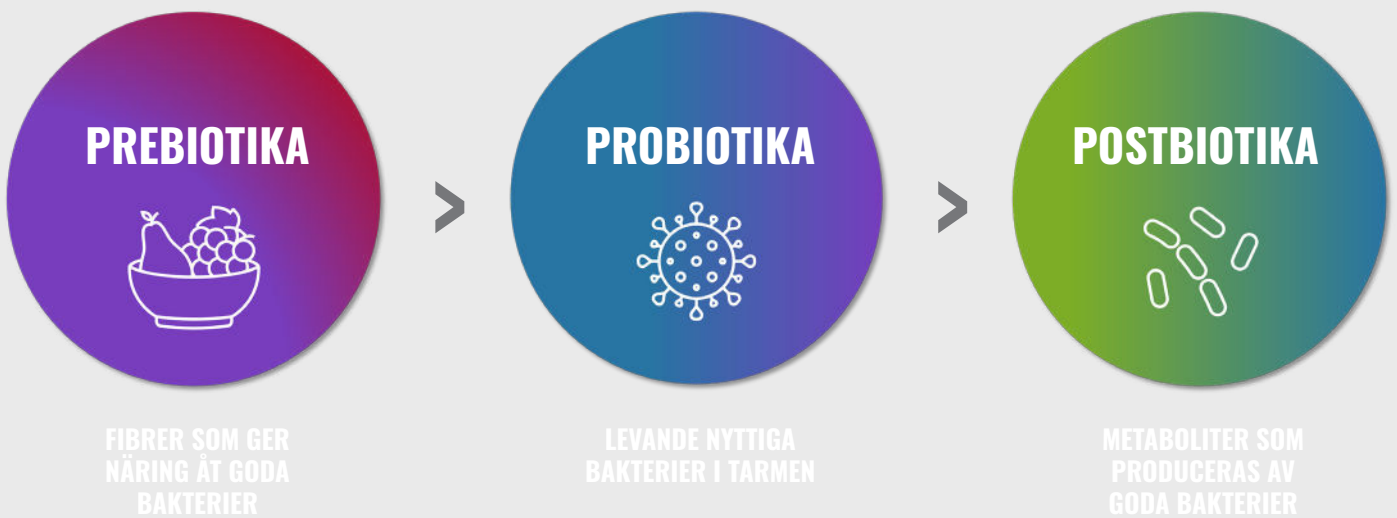 PREBIOTIKA
FIBRER SOM GER
NÄRING ÅT GODA
BAKTERIER
>
PROBIOTIKA
LEVANDE NYTTIGA
BAKTERIER I TARMEN
>
POSTBIOTIKA
METABOLITER SOM
PRODUCERAS AV
GODA BAKTERIER